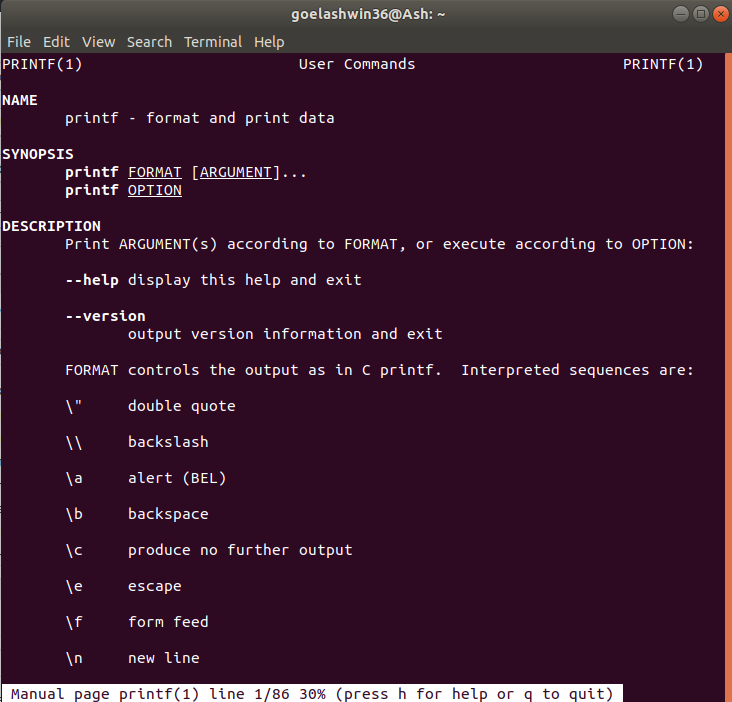 goelashwin36@Ash: ~
File Edit View Search Terminal Help
PRINTF(1) User Commands PRINTF(1)
NAME
printf - format and print data
SYNOPSIS
printf FORMAT [ARGUMENT]...
printf OPTION
DESCRIPTION
Print ARGUMENT(s) according to FORMAT, or execute according to OPTION:
--help display this help and exit
--version
output version information and exit
FORMAT controls the output as in C printf.  Interpreted sequences are:
\" double quote
\\ backslash
\a alert (BEL)
\b backspace
\c produce no further output
\e escape
\f form feed
\n new line
Manual page printf(1) line 1/86 30% (press h for help or q to quit)